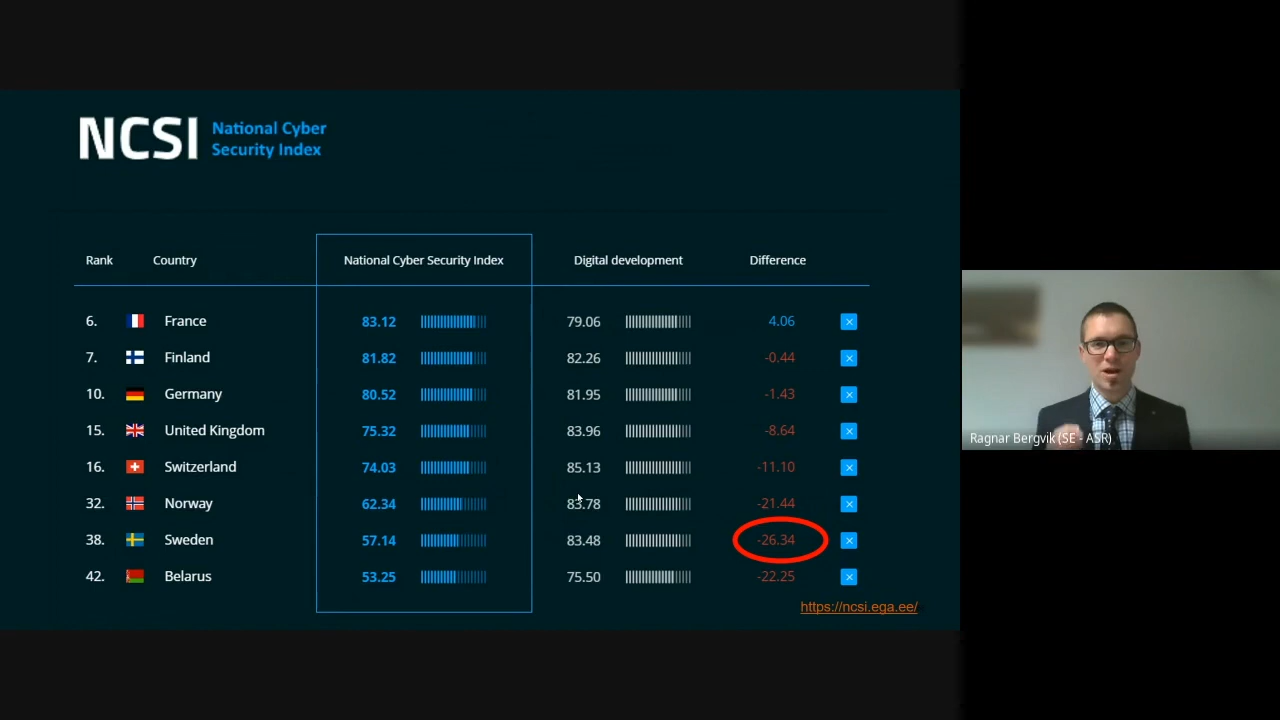 NCSI National Cyber
Security Index
Rank Country National Cyber Security Index Digital development Difference
6. France 83.12 79.06 4.06
7. Finland 81.82 82.26 -0.44
10. Germany 80.52 81.95 -1.43
15. United Kingdom 75.32 83.96 -8.64
16. Switzerland 74.03 85.13 -11.10
32. Norway 62.34 83.78 -21.44
38. Sweden 57.14 83.48 -26.34
42. Belarus 53.25 75.50 -22.25
https://ncsi.ega.ee/
Ragnar Bergvik (SE - ASR)